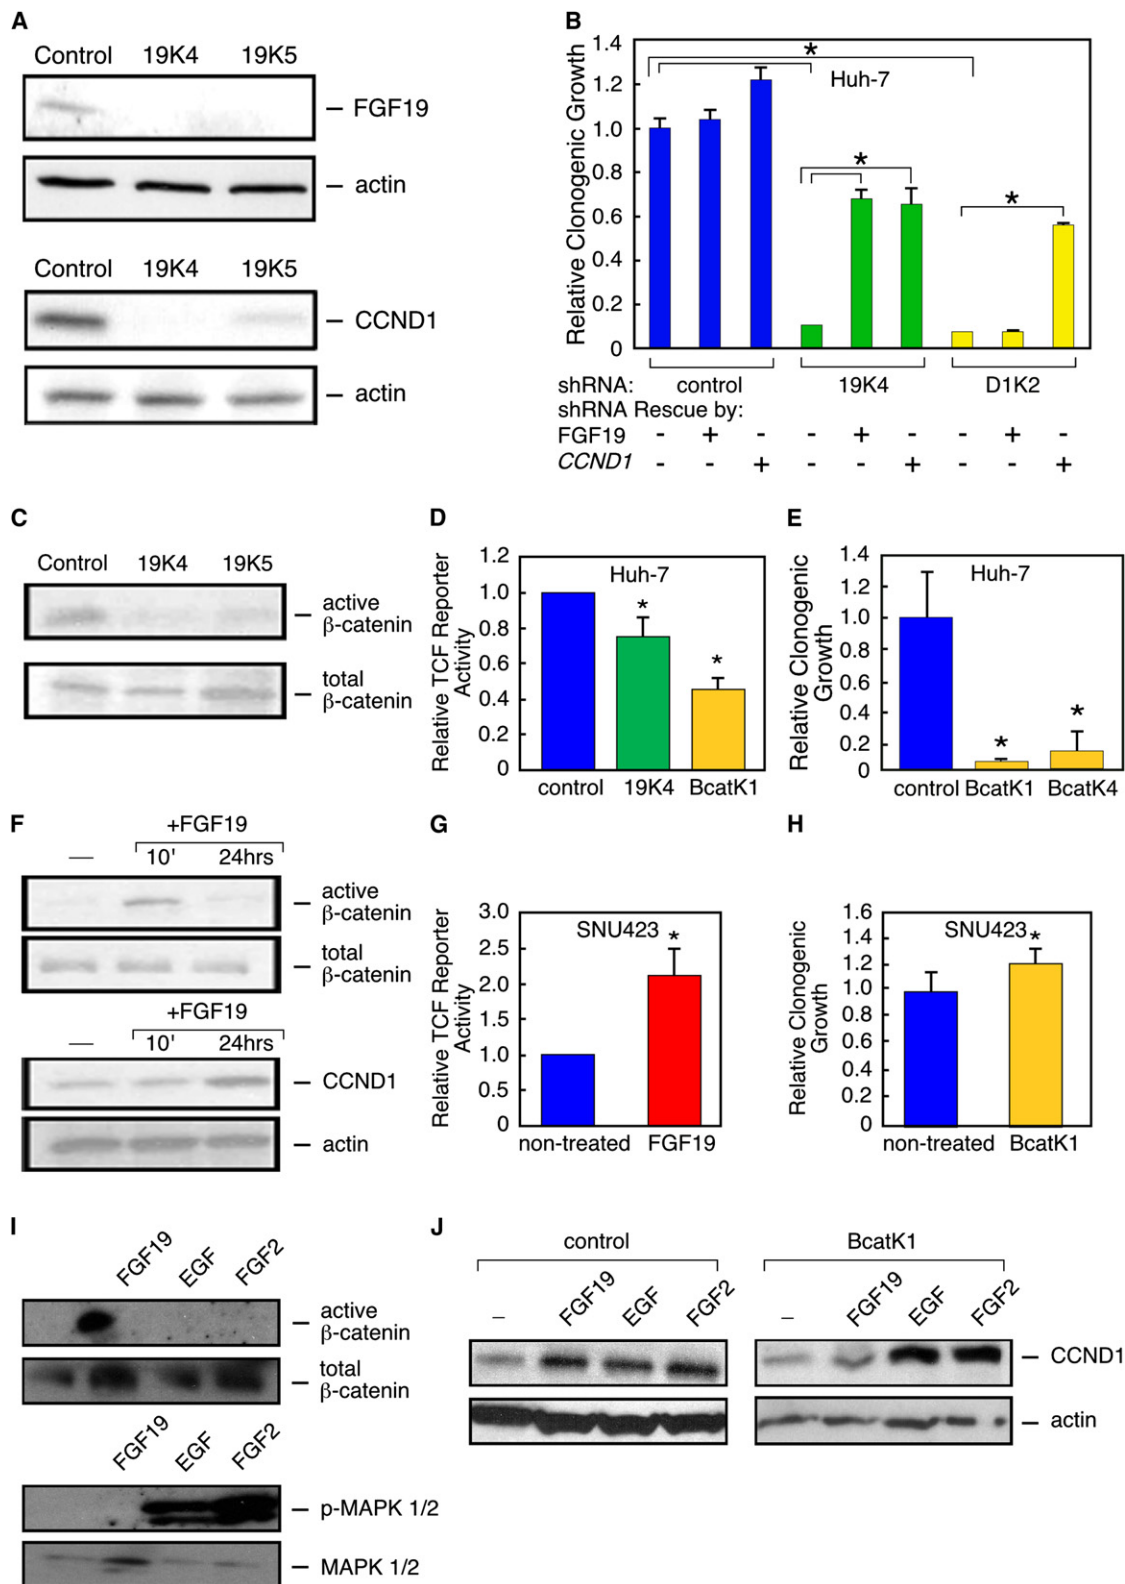 A
Control 19K4 19K5
FGF19
actin
Control 19K4 19K5
CCND1
actin
B
Relative Clonogenic Growth
1.4
1.2
1.0
0.8
0.6
0.4
0.2
0
*
Huh-7
*
*
shRNA: control 19K4 D1K2
shRNA Rescue by:
FGF19 - + - - + - - + -
CCND1 - - + - - + - - +
C
Control 19K4 19K5
active
β-catenin
total
β-catenin
D
Relative TCF Reporter
Activity
1.2
1.0
0.8
0.6
0.4
0.2
0
Huh-7
*
*
control 19K4 BcatK1
E
Relative Clonogenic
Growth
1.4
1.2
1.0
0.8
0.6
0.4
0.2
0
Huh-7
*
*
control BcatK1 BcatK4
F
+FGF19
— 10' 24hrs
active
β-catenin
total
β-catenin
+FGF19
— 10' 24hrs
CCND1
actin
G
Relative TCF Reporter
Activity
3.0
2.5
2.0
1.5
1.0
0.5
0
SNU423 *
non-treated FGF19
H
Relative Clonogenic
Growth
1.6
1.4
1.2
1.0
0.8
0.6
0.4
0.2
0
SNU423 *
non-treated BcatK1
I
FGF19 EGF FGF2
active
β-catenin
total
β-catenin
FGF19 EGF FGF2
p-MAPK 1/2
MAPK 1/2
J
control BcatK1
– FGF19 EGF FGF2 – FGF19 EGF FGF2
CCND1
actin